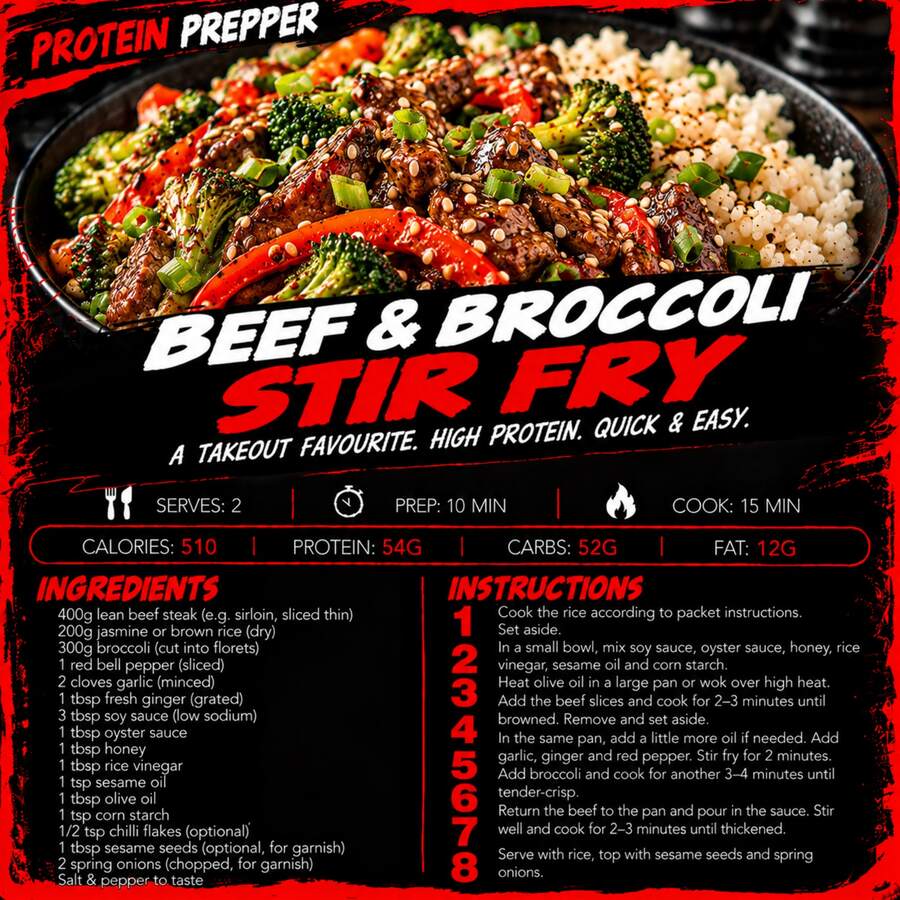 PROTEIN PREPPER
BEEF & BROCCOLI
STIR FRY
A TAKEOUT FAVOURITE. HIGH PROTEIN. QUICK & EASY.
SERVES: 2
PREP: 10 MIN
COOK: 15 MIN
CALORIES: 510
PROTEIN: 54G
CARBS: 52G
FAT: 12G
INGREDIENTS
400g lean beef steak (e.g. sirloin, sliced thin)
200g jasmine or brown rice (dry)
300g broccoli (cut into florets)
1 red bell pepper (sliced)
2 cloves garlic (minced)
1 tbsp fresh ginger (grated)
3 tbsp soy sauce (low sodium)
1 tbsp oyster sauce
1 tbsp honey
1 tbsp rice vinegar
1 tsp sesame oil
1 tbsp olive oil
1 tsp corn starch
1/2 tsp chilli flakes (optional)
1 tbsp sesame seeds (optional, for garnish)
2 spring onions (chopped, for garnish)
Salt & pepper to taste
INSTRUCTIONS
1
Cook the rice according to packet instructions.
Set aside.
2
In a small bowl, mix soy sauce, oyster sauce, honey, rice
vinegar, sesame oil and corn starch.
3
Heat olive oil in a large pan or wok over high heat.
4
Add the beef slices and cook for 2–3 minutes until
browned. Remove and set aside.
5
In the same pan, add a little more oil if needed. Add
garlic, ginger and red pepper. Stir fry for 2 minutes.
6
Add broccoli and cook for another 3–4 minutes until
tender-crisp.
7
Return the beef to the pan and pour in the sauce. Stir
well and cook for 2–3 minutes until thickened.
8
Serve with rice, top with sesame seeds and spring
onions.